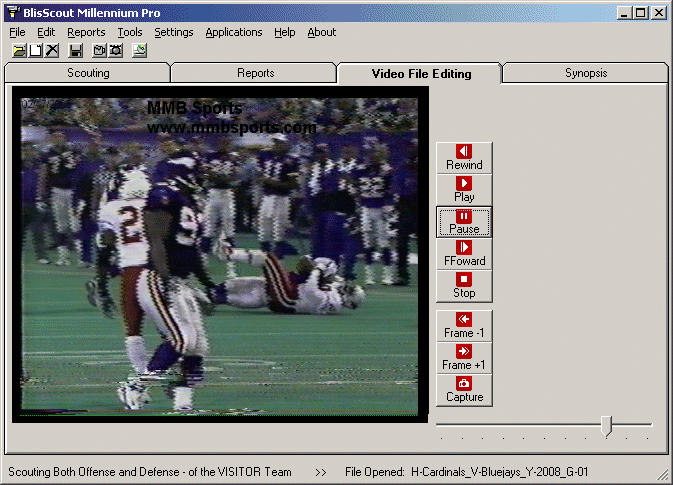 BlisScout Millennium Pro
File Edit Reports Tools Settings Applications Help About
Scouting Reports Video File Editing Synopsis
MMB Sports
www.mmbsports.com
Rewind
Play
Pause
FFoward
Stop
Frame -1
Frame +1
Capture
Scouting Both Offense and Defense - of the VISITOR Team >> File Opened: H-Cardinals_V-Bluejays_Y-2008_G-01